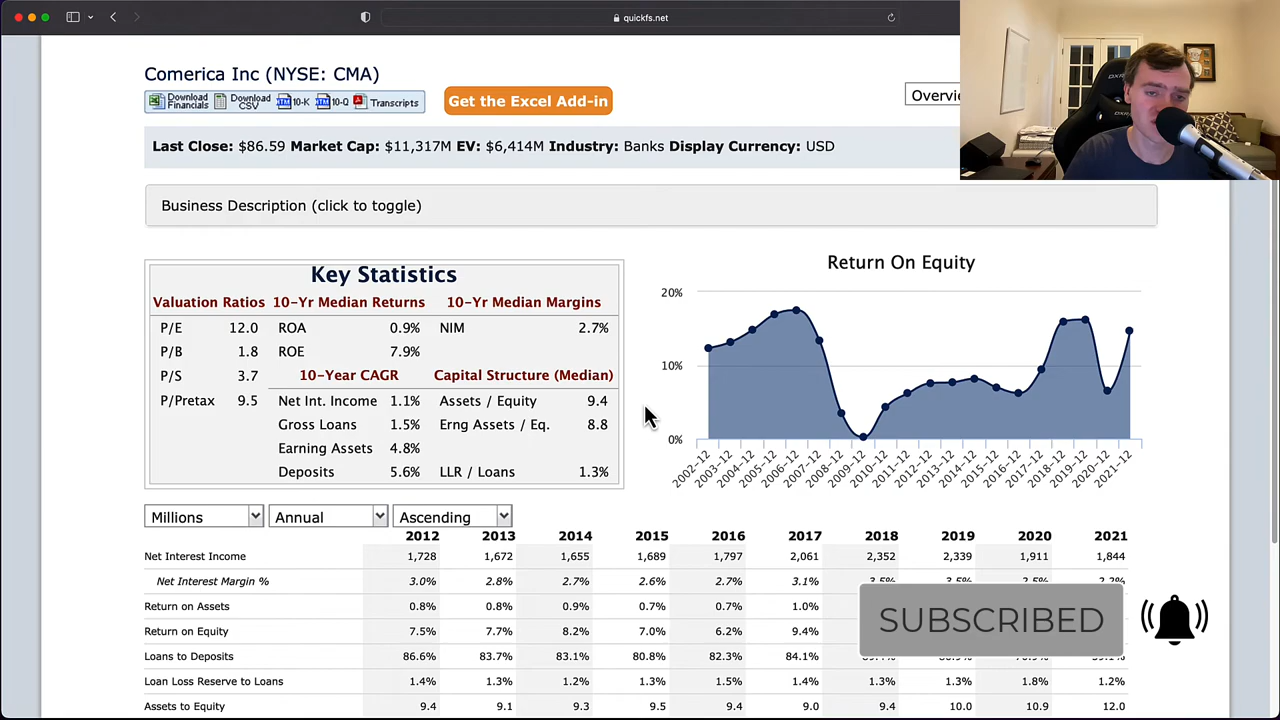 quickfs.net
Comerica Inc (NYSE: CMA)
Download Financials Download CSV 10-K 10-Q Transcripts
Get the Excel Add-in
Last Close: $86.59 Market Cap: $11,317M EV: $6,414M Industry: Banks Display Currency: USD
Business Description (click to toggle)
Key Statistics
Valuation Ratios 10-Yr Median Returns 10-Yr Median Margins
P/E 12.0 ROA 0.9% NIM 2.7%
P/B 1.8 ROE 7.9%
P/S 3.7 10-Year CAGR Capital Structure (Median)
P/Pretax 9.5 Net Int. Income 1.1% Assets / Equity 9.4
Gross Loans 1.5% Erng Assets / Eq. 8.8
Earning Assets 4.8%
Deposits 5.6% LLR / Loans 1.3%
Return On Equity
20%
10%
0%
2002-12 2003-12 2004-12 2005-12 2006-12 2007-12 2008-12 2009-12 2010-12 2011-12 2012-12 2013-12 2014-12 2015-12 2016-12 2017-12 2018-12 2019-12 2020-12 2021-12
Millions Annual Ascending
2012 2013 2014 2015 2016 2017 2018 2019 2020 2021
Net Interest Income 1,728 1,672 1,655 1,689 1,797 2,061 2,352 2,339 1,911 1,844
Net Interest Margin % 3.0% 2.8% 2.7% 2.6% 2.7% 3.1%
Return on Assets 0.8% 0.8% 0.9% 0.7% 0.7% 1.0%
Return on Equity 7.5% 7.7% 8.2% 7.0% 6.2% 9.4%
Loans to Deposits 86.6% 83.7% 83.1% 80.8% 82.3% 84.1%
Loan Loss Reserve to Loans 1.4% 1.3% 1.2% 1.3% 1.5% 1.4% 1.3% 1.3% 1.8% 1.2%
Assets to Equity 9.4 9.1 9.3 9.5 9.4 9.0 9.4 10.0 10.9 12.0
SUBSCRIBED